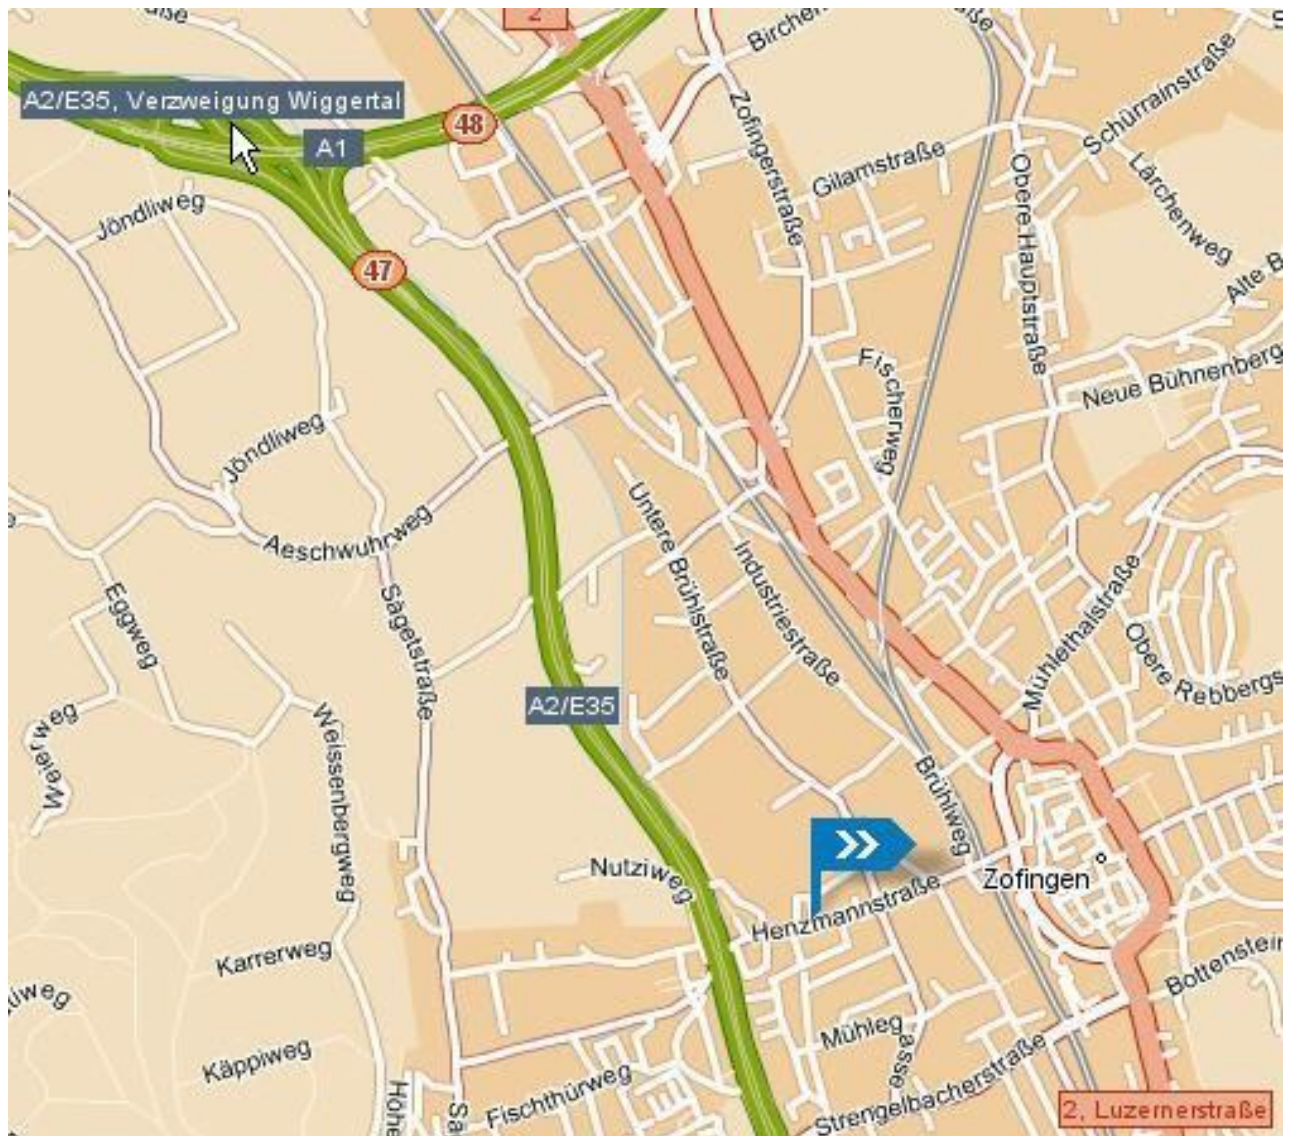 2
A2/E35, Verzweigung Wiggertal
A1
48
47
Zofingerstraße
Gilamstraße
Schürrainstraße
Lärchenweg
Obere Hauptstraße
Alte B
Neue Bühnenberg
Jöndliweg
Fischerweg
Jöndliweg
Aeschwuhrweg
Untere Brühlstraße
Industriestraße
Mühlethalstraße
Obere Rebbergs
Eggweg
Sägetstraße
A2/E35
Weierweg
Weissenbergweg
Brühlweg
Nutziweg
Zofingen
Henzmannstraße
Karrerweg
Bottenstein
Käppiweg
Mühlegasse
Fischthürweg
Strengelbacherstraße
2, Luzernerstraße